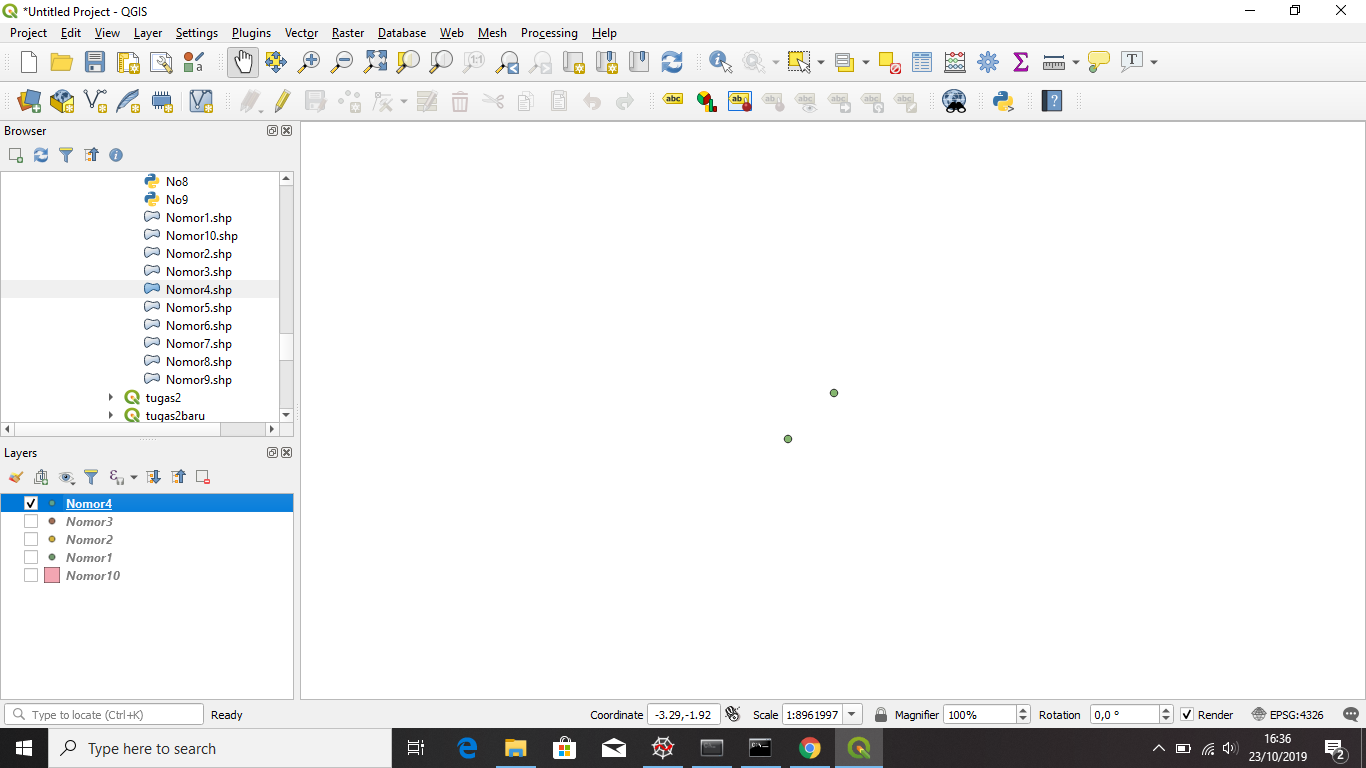 *Untitled Project - QGIS
Project Edit View Layer Settings Plugins Vector Raster Database Web Mesh Processing Help
Browser
No8
No9
Nomor1.shp
Nomor10.shp
Nomor2.shp
Nomor3.shp
Nomor4.shp
Nomor5.shp
Nomor6.shp
Nomor7.shp
Nomor8.shp
Nomor9.shp
tugas2
tugas2baru
Layers
Nomor4
Nomor3
Nomor2
Nomor1
Nomor10
Type to locate (Ctrl+K) Ready Coordinate -3.29,-1.92 Scale 1:8961997 Magnifier 100% Rotation 0,0 ° Render EPSG:4326
Type here to search
16:36
23/10/2019
2